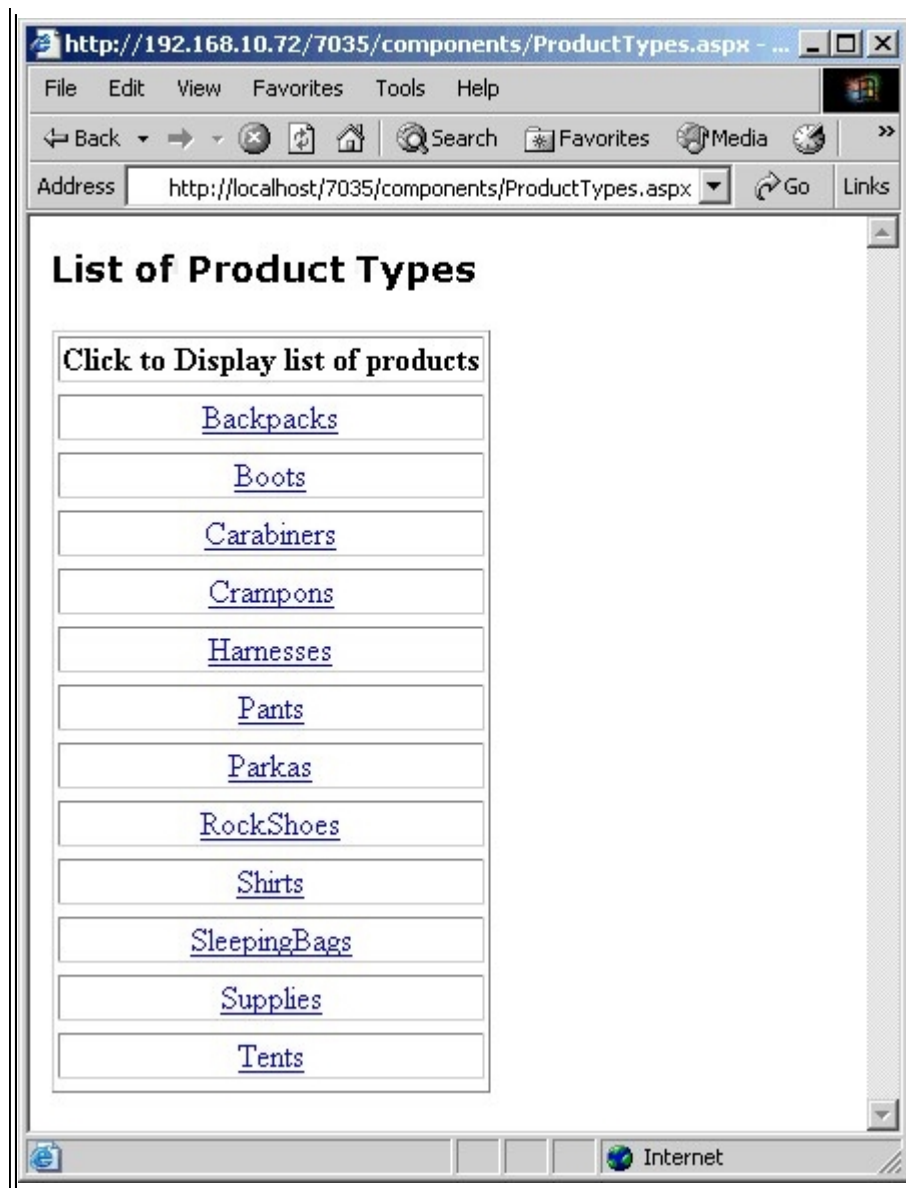 http://192.168.10.72/7035/components/ProductTypes.aspx - ...
File Edit View Favorites Tools Help
Back Search Favorites Media »
Address http://localhost/7035/components/ProductTypes.aspx Go Links
List of Product Types
Click to Display list of products
Backpacks
Boots
Carabiners
Crampons
Harnesses
Pants
Parkas
RockShoes
Shirts
SleepingBags
Supplies
Tents
Internet